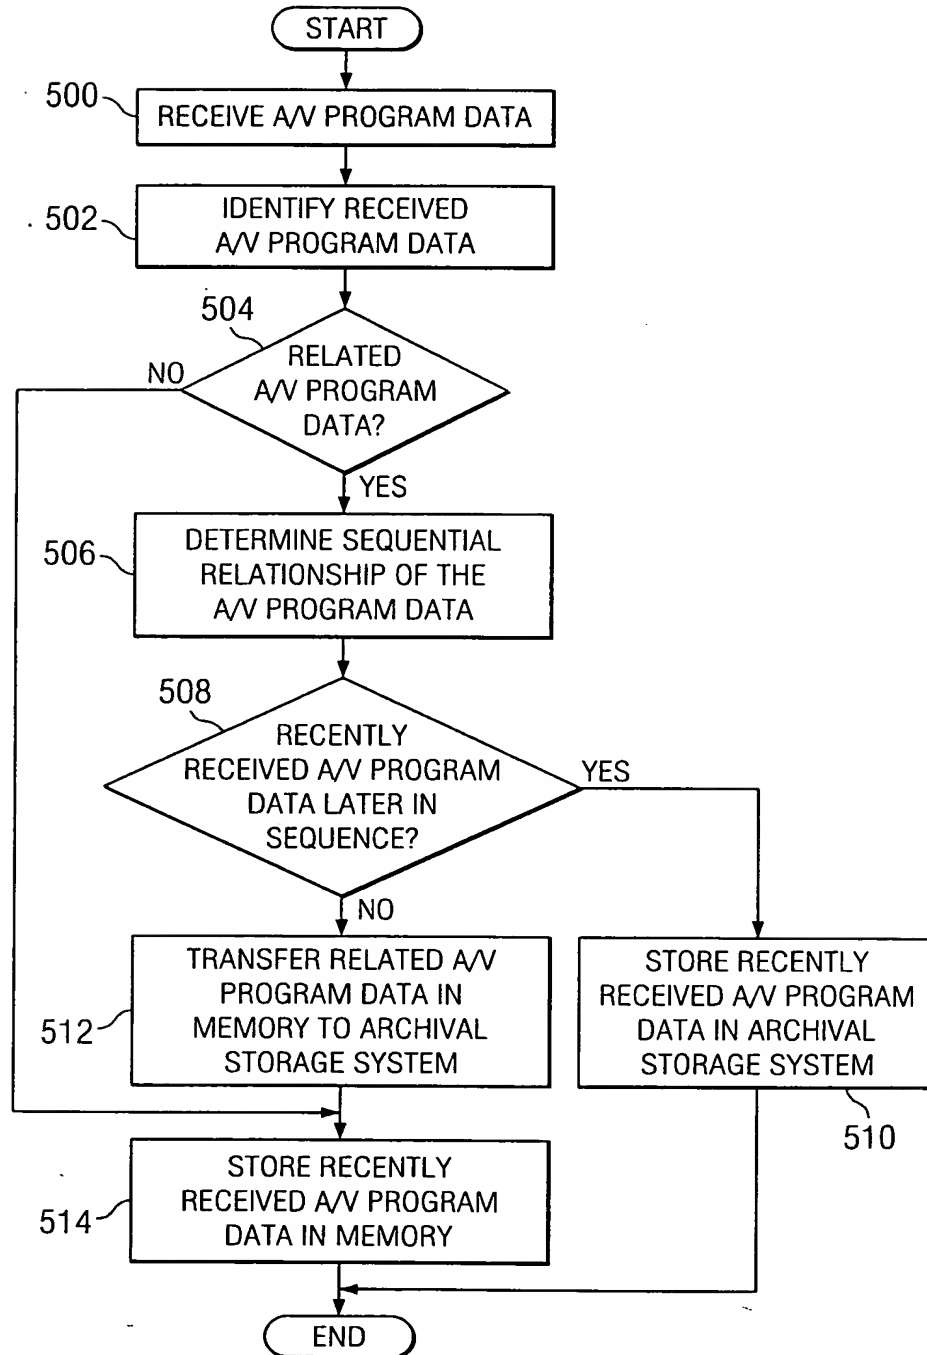 START
500
RECEIVE A/V PROGRAM DATA
502
IDENTIFY RECEIVED
A/V PROGRAM DATA
504
RELATED
A/V PROGRAM
DATA?
NO
YES
506
DETERMINE SEQUENTIAL
RELATIONSHIP OF THE
A/V PROGRAM DATA
508
RECENTLY
RECEIVED A/V PROGRAM
DATA LATER IN
SEQUENCE?
YES
NO
512
TRANSFER RELATED A/V
PROGRAM DATA IN
MEMORY TO ARCHIVAL
STORAGE SYSTEM
STORE RECENTLY
RECEIVED A/V PROGRAM
DATA IN ARCHIVAL
STORAGE SYSTEM
510
514
STORE RECENTLY
RECEIVED A/V PROGRAM
DATA IN MEMORY
END